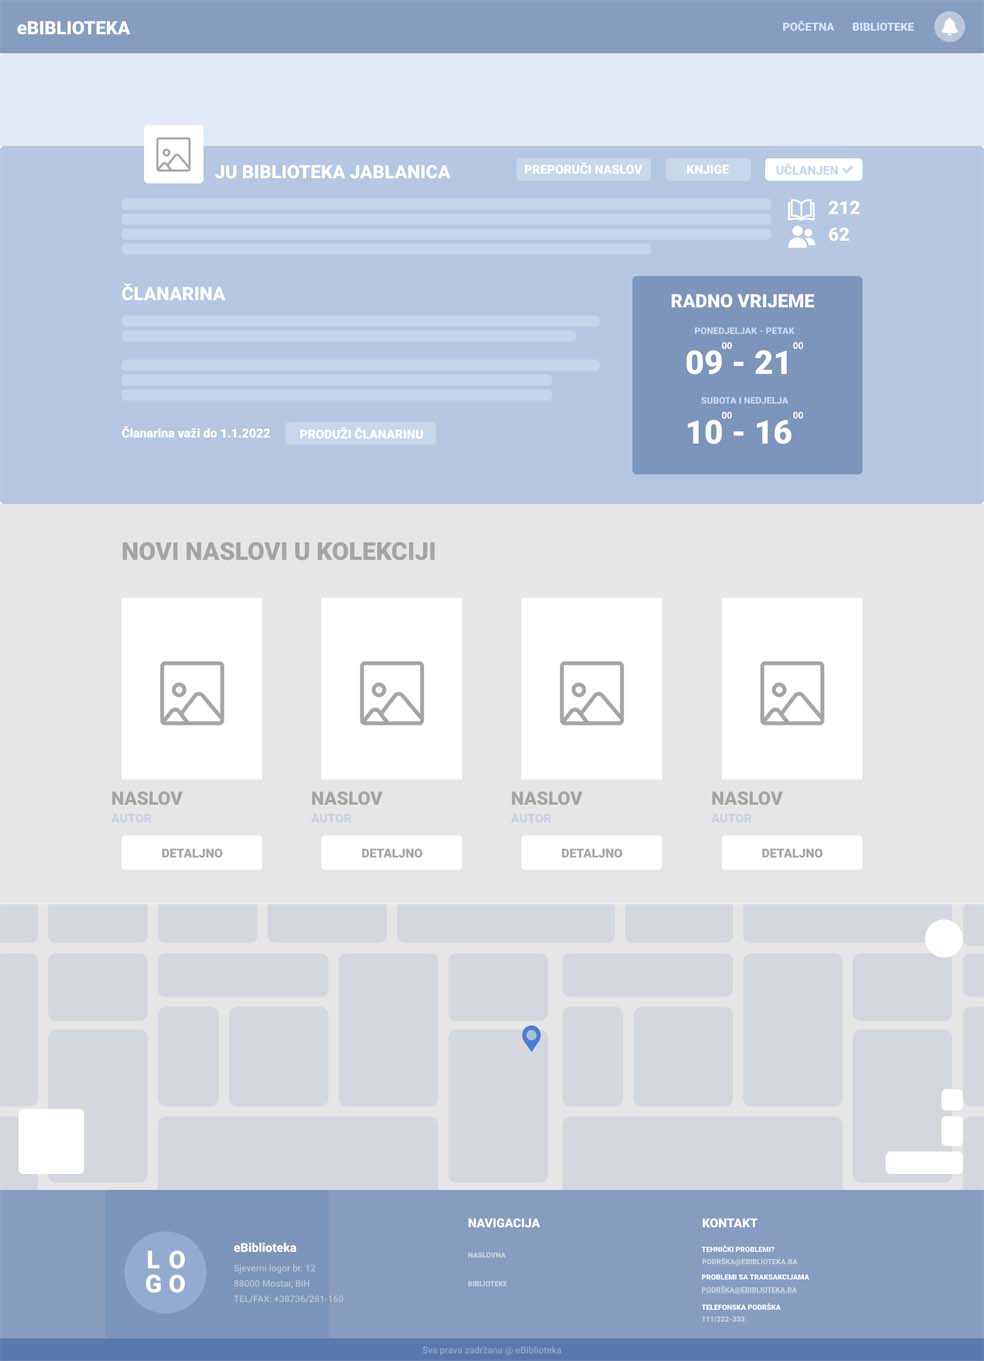 eBIBLIOTEKA
POČETNA
BIBLIOTEKE
JU BIBLIOTEKA JABLANICA
PREPORUČI NASLOV
KNJIGE
UČLANJEN
212
62
ČLANARINA
Članarina važi do 1.1.2022
PRODUŽI ČLANARINU
RADNO VRIJEME
PONEDJELJAK - PETAK
09 00 - 21 00
SUBOTA I NEDJELJA
10 00 - 16 00
NOVI NASLOVI U KOLEKCIJI
NASLOV
AUTOR
DETALJNO
NASLOV
AUTOR
DETALJNO
NASLOV
AUTOR
DETALJNO
NASLOV
AUTOR
DETALJNO
LO
GO
eBiblioteka
Sjeverni logor br. 12
88000 Mostar, BiH
TEL/FAX: +38736/281-160
NAVIGACIJA
NASLOVNA
BIBLIOTEKE
KONTAKT
TEHNIČKI PROBLEMI?
PODRŠKA@EBIBLIOTEKA.BA
PROBLEMI SA TRAKSAKCIJAMA
PODRŠKA@EBIBLIOTEKA.BA
TELEFONSKA PODRŠKA
111/222-333
Sva prava zadržana @ eBiblioteka